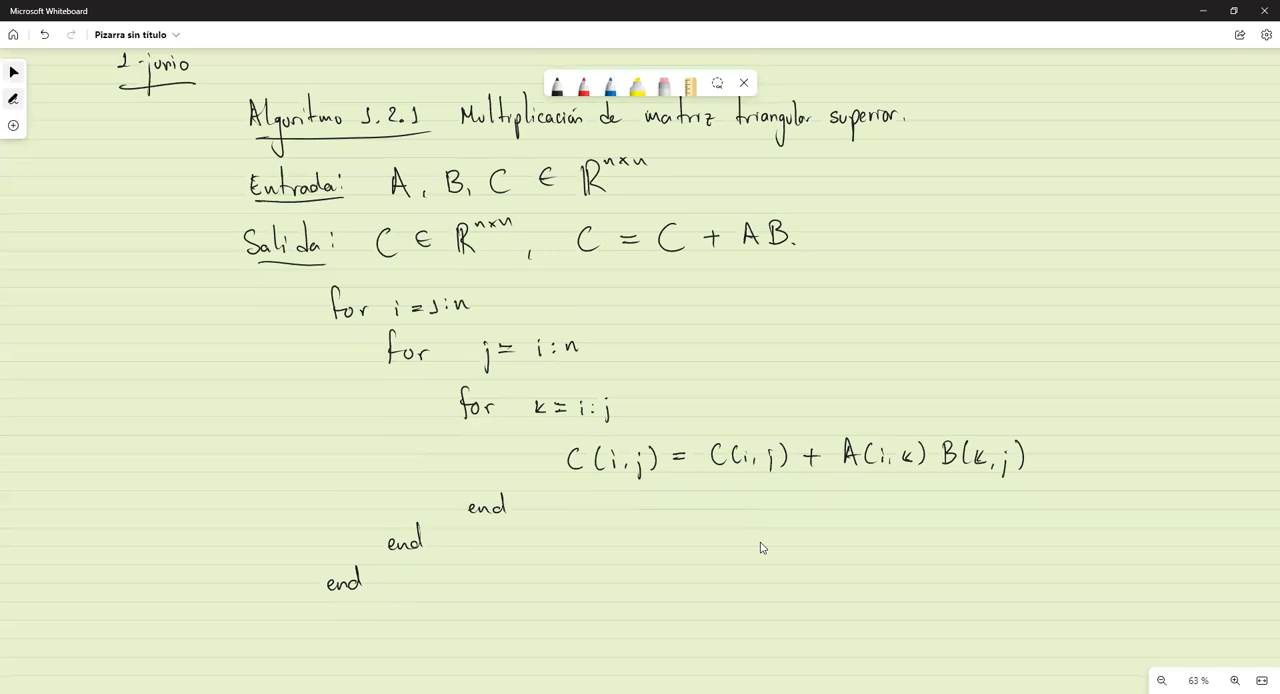 Microsoft Whiteboard
Pizarra sin título
1-junio
Algoritmo 1.2.1 Multiplicación de matriz triangular superior.
Entrada: A, B, C ∈ ℝⁿˣⁿ
Salida: C ∈ ℝⁿˣⁿ, C = C + AB.
for i = 1:n
for j = i:n
for k = i:j
C(i,j) = C(i,j) + A(i,k) B(k,j)
end
end
end
63 %